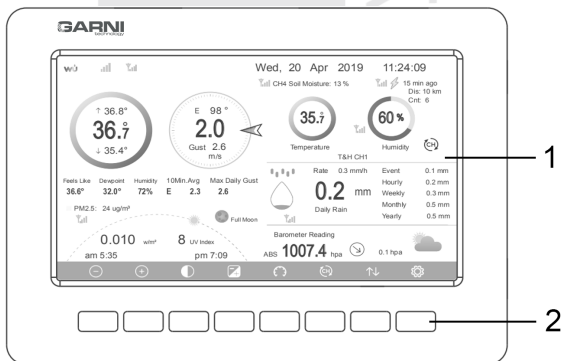 GARNI
technology
Wed, 20 Apr 2019 11:24:09
CH4 Soil Moisture: 13 %
15 min ago
Dis: 10 km
Cnt: 6
↑ 36.8°
36.7°
↓ 35.4°
E 98 °
2.0
Gust 2.6
m/s
35.7°
Temperature
60 %
Humidity
CH
T&H CH1
1
Feels Like Dewpoint Humidity 10Min.Avg Max Daily Gust
36.6° 32.0° 72% E 2.3 2.6
PM2.5: 24 ug/m³
Full Moon
0.010 w/m² 8 UV Index
am 5:35 pm 7:09
Rate 0.3 mm/h
0.2 mm
Daily Rain
Event 0.1 mm
Hourly 0.2 mm
Weekly 0.3 mm
Monthly 0.5 mm
Yearly 0.5 mm
Barometer Reading
ABS 1007.4 hpa 0.1 hpa
CH
2